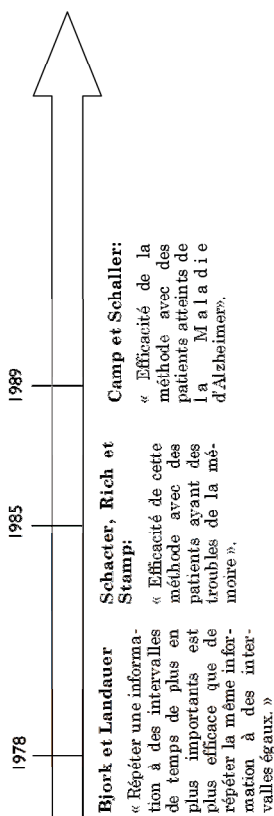 1978
1985
1989
Bjork et Landauer
« Répéter une informa-
tion à des intervalles
de temps de plus en
plus importants est
plus efficace que de
répéter la même infor-
mation à des inter-
valles égaux. »
Schacter, Rich et
Stamp:
« Efficacité de cette
méthode avec des
patients ayant des
troubles de la mé-
moire ».
Camp et Schaller:
« Efficacité de la
méthode avec des
patients atteints de
la Maladie
d'Alzheimer».